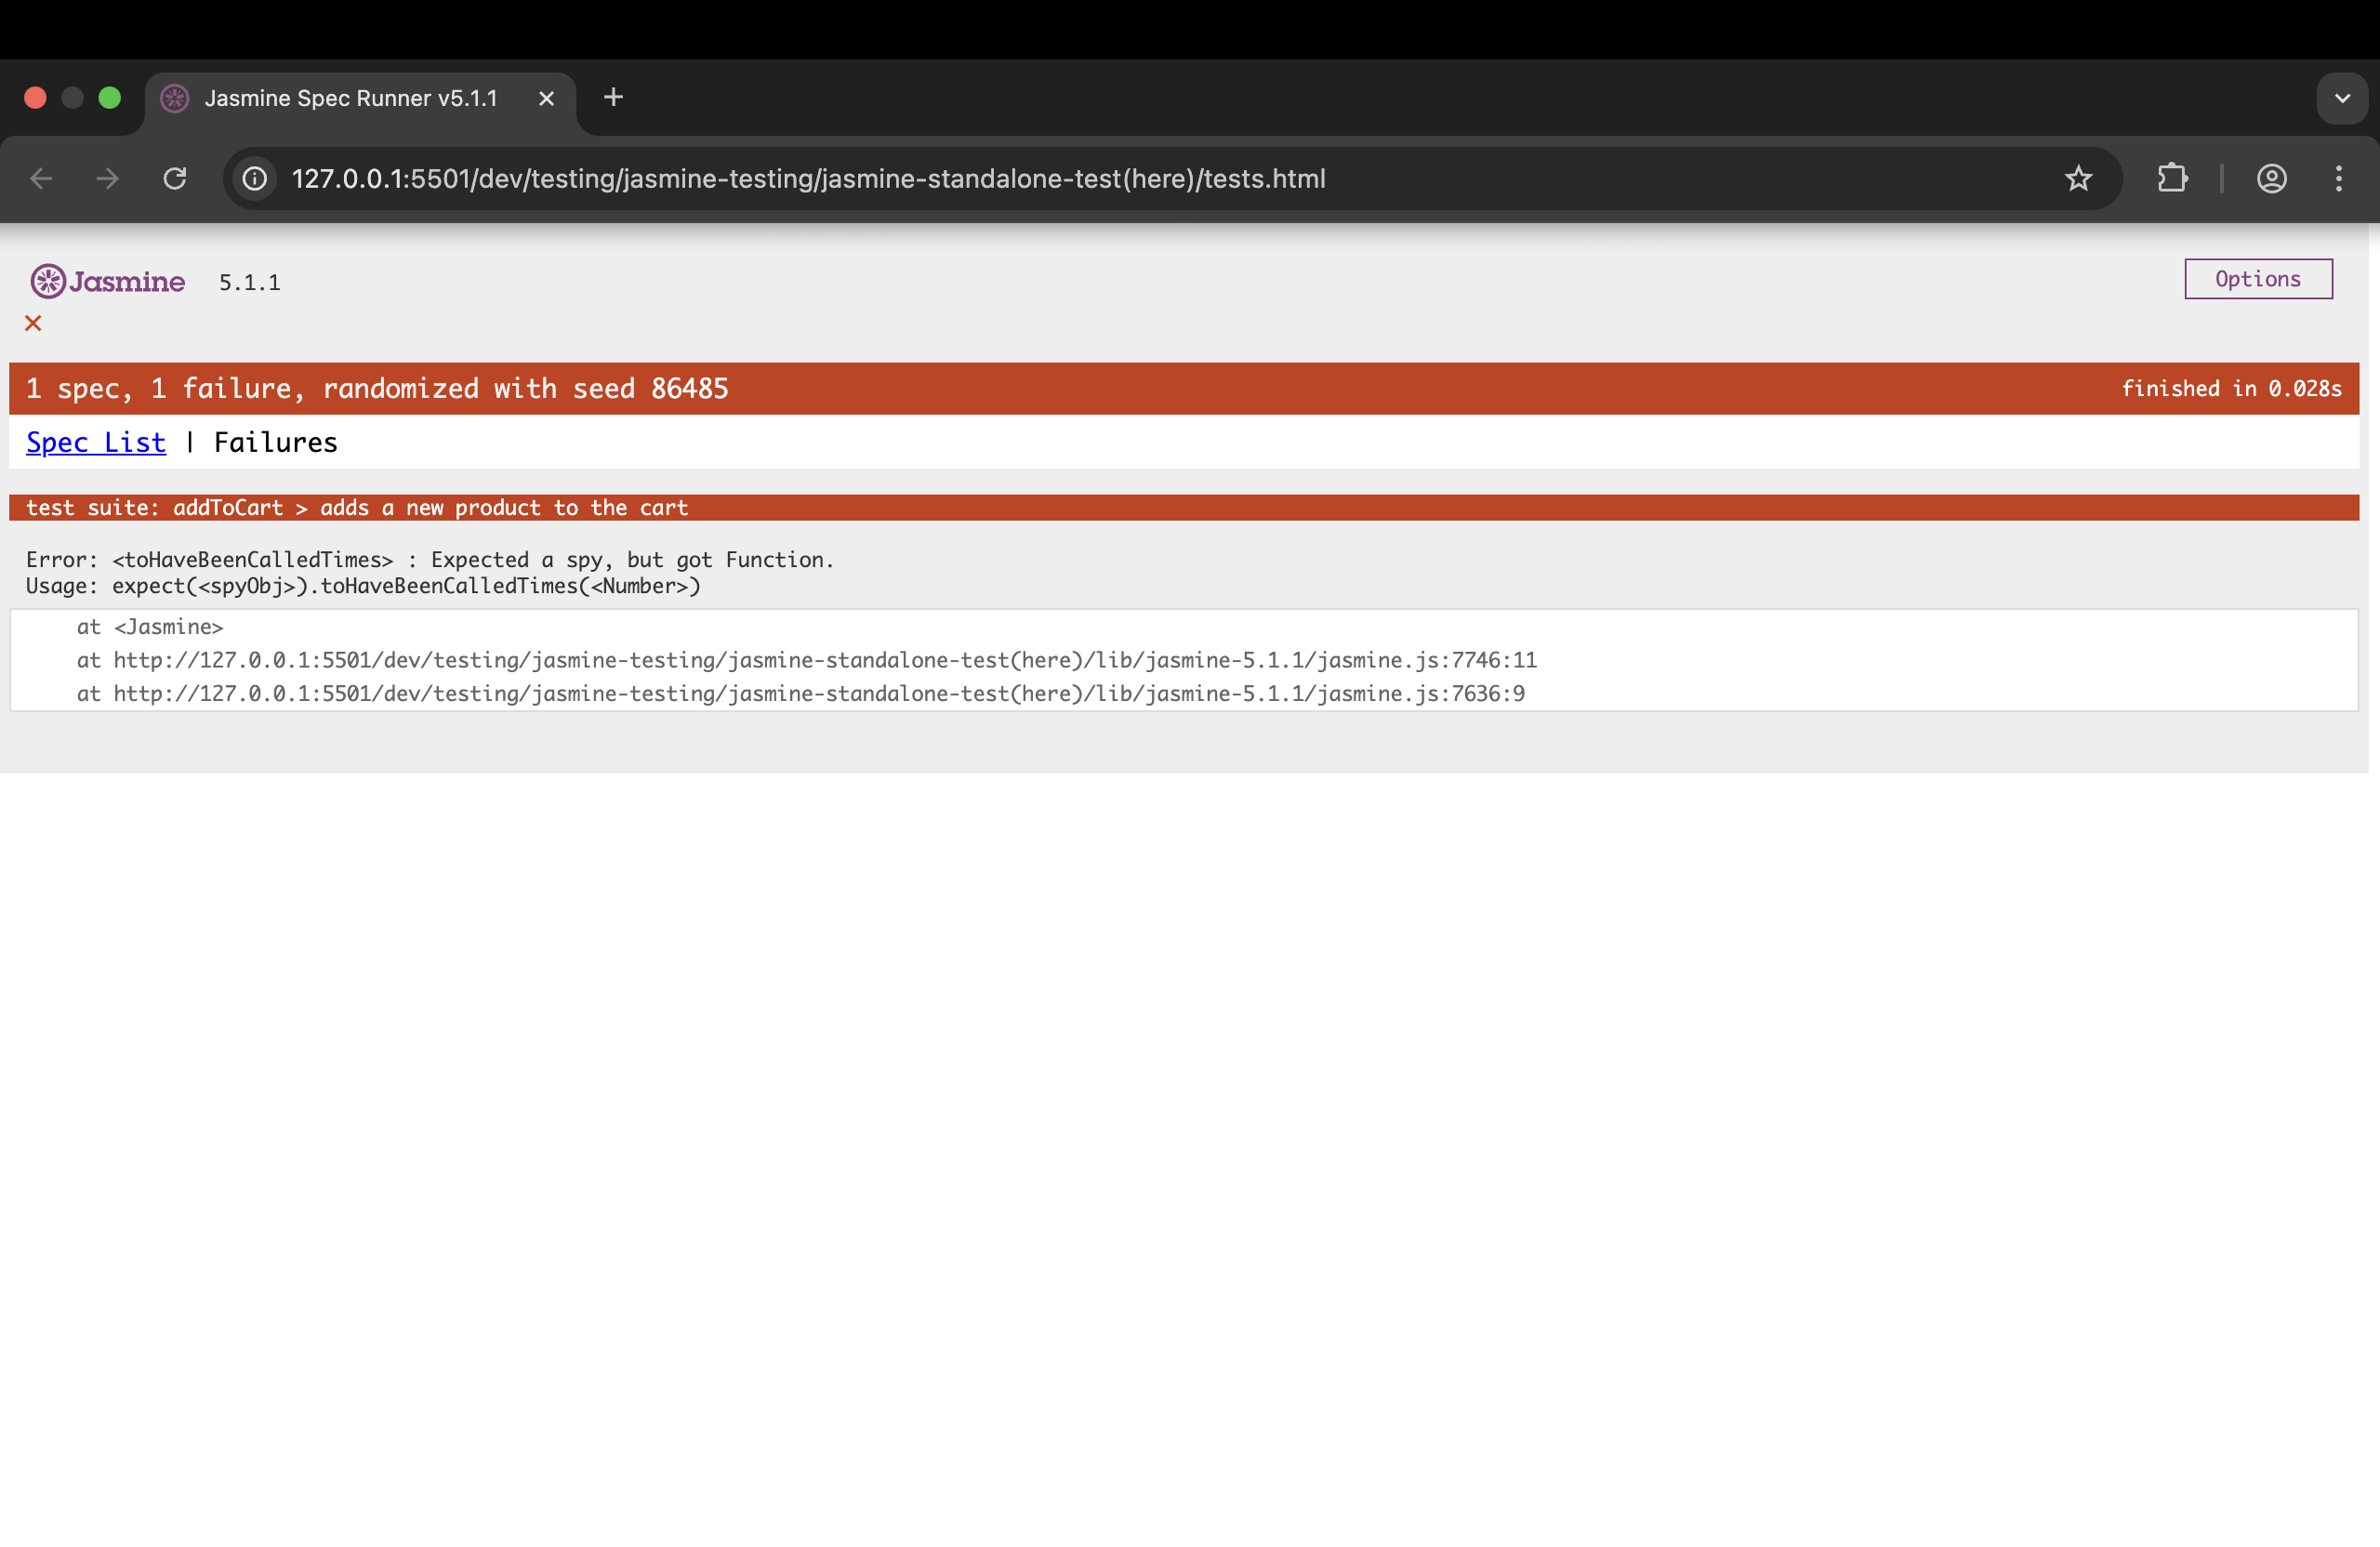 Jasmine Spec Runner v5.1.1
127.0.0.1:5501/dev/testing/jasmine-testing/jasmine-standalone-test(here)/tests.html
Jasmine 5.1.1
Options
1 spec, 1 failure, randomized with seed 86485
finished in 0.028s
Spec List | Failures
test suite: addToCart > adds a new product to the cart
Error: <toHaveBeenCalledTimes> : Expected a spy, but got Function.
Usage: expect(<spyObj>).toHaveBeenCalledTimes(<Number>)
at <Jasmine>
at http://127.0.0.1:5501/dev/testing/jasmine-testing/jasmine-standalone-test(here)/lib/jasmine-5.1.1/jasmine.js:7746:11
at http://127.0.0.1:5501/dev/testing/jasmine-testing/jasmine-standalone-test(here)/lib/jasmine-5.1.1/jasmine.js:7636:9